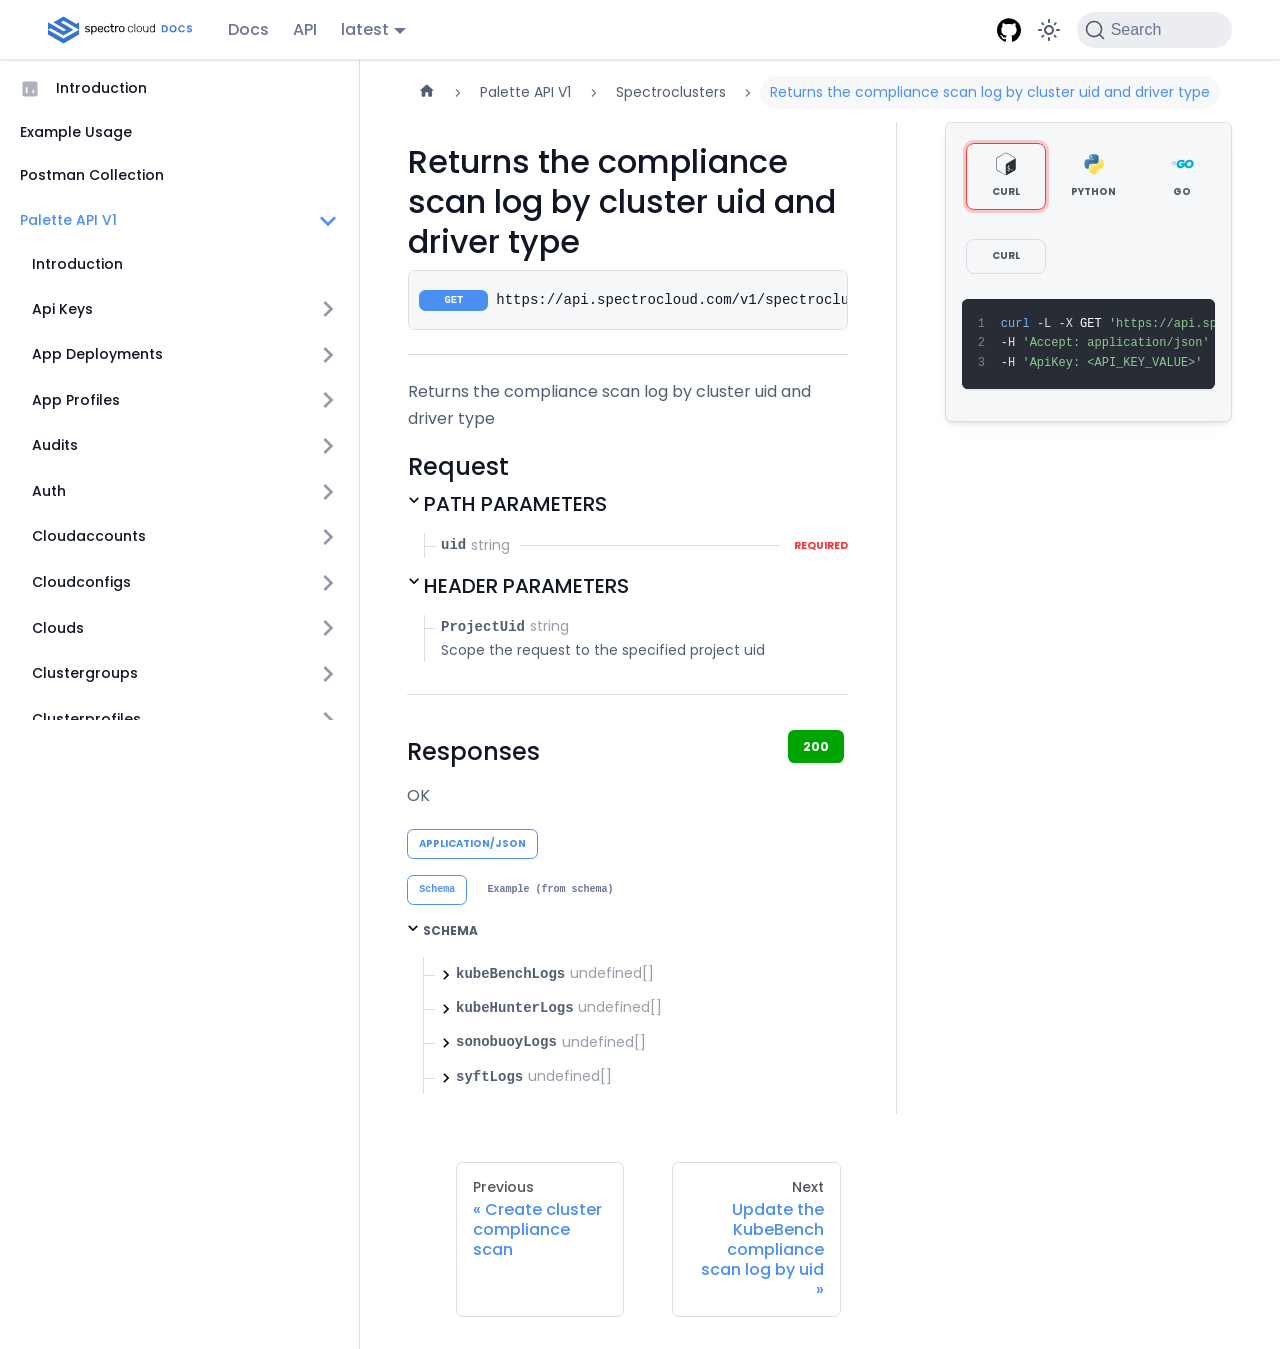 spectro cloud DOCS
Docs
API
latest
Search
Introduction
Example Usage
Postman Collection
Palette API V1
Introduction
Api Keys
App Deployments
App Profiles
Audits
Auth
Cloudaccounts
Cloudconfigs
Clouds
Clustergroups
Clusterprofiles
Palette API V1
Spectroclusters
Returns the compliance scan log by cluster uid and driver type
Returns the compliance
scan log by cluster uid and
driver type
GET https://api.spectrocloud.com/v1/spectroclu
Returns the compliance scan log by cluster uid and
driver type
Request
PATH PARAMETERS
uid string REQUIRED
HEADER PARAMETERS
ProjectUid string
Scope the request to the specified project uid
Responses
200
OK
APPLICATION/JSON
Schema
Example (from schema)
SCHEMA
kubeBenchLogs undefined[]
kubeHunterLogs undefined[]
sonobuoyLogs undefined[]
syftLogs undefined[]
CURL
PYTHON
GO
CURL
1 curl -L -X GET 'https://api.sp
2 -H 'Accept: application/json'
3 -H 'ApiKey: <API_KEY_VALUE>'
Previous
« Create cluster
compliance
scan
Next
Update the
KubeBench
compliance
scan log by uid
»